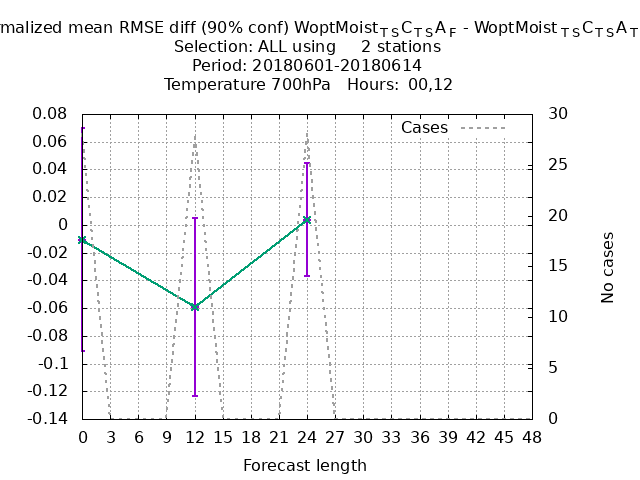 rmalized mean RMSE diff (90% conf) WoptMoist_TSC_TSA_F - WoptMoist_TSC_TSA_T
Selection: ALL using 2 stations
Period: 20180601-20180614
Temperature 700hPa Hours: 00,12
Cases
0.08
0.06
0.04
0.02
0
-0.02
-0.04
-0.06
-0.08
-0.1
-0.12
-0.14
30
25
20
15
10
5
0
No cases
0 3 6 9 12 15 18 21 24 27 30 33 36 39 42 45 48
Forecast length